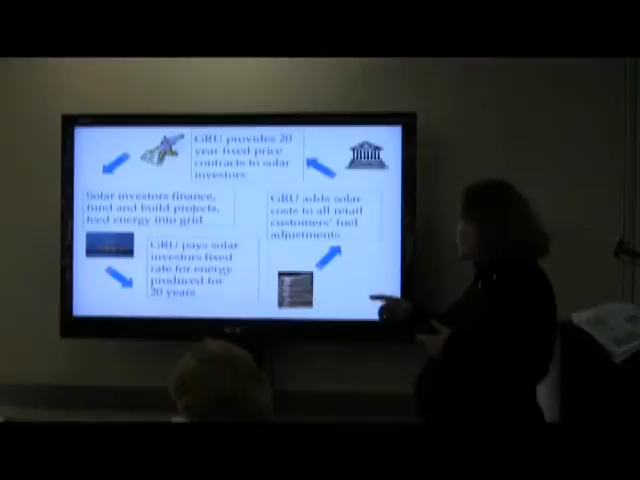 GRU provides 20
year fixed price
contracts to solar
investors
Solar investors finance,
fund and build projects,
feed energy into grid
GRU adds solar
costs to all retail
customers' fuel
adjustments
GRU pays solar
investors fixed
rate for energy
produced for
20 years